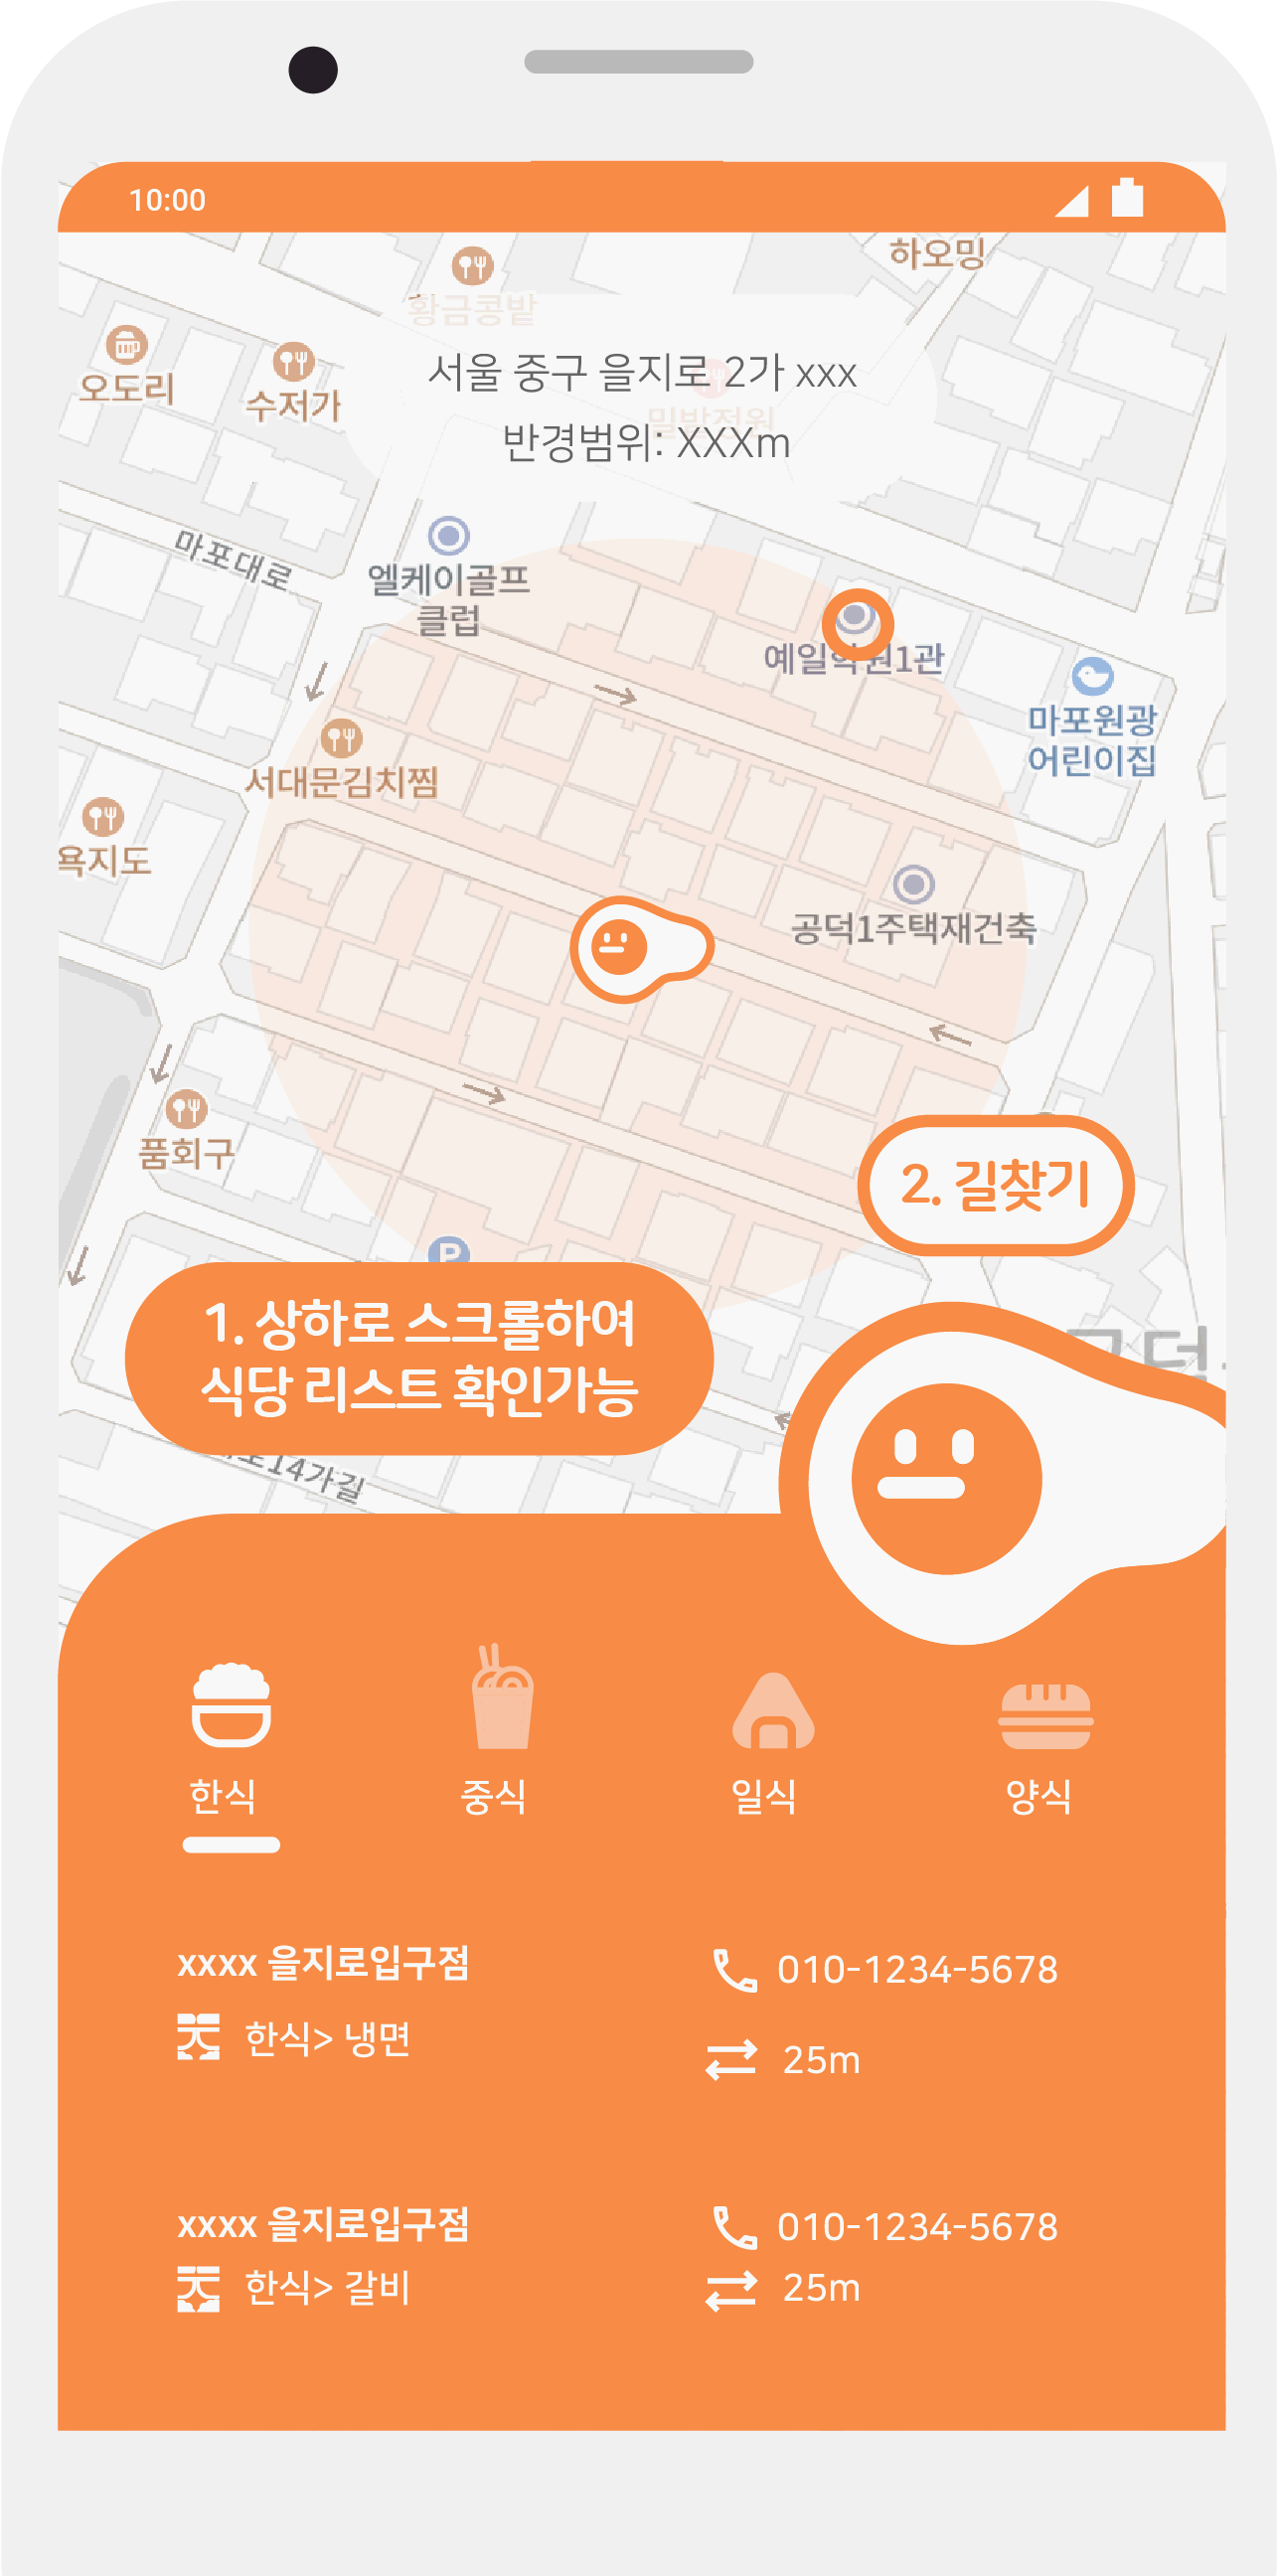 10:00
하오밍
황금콩밭
오도리
수저가
서울 중구 을지로 2가 xxx
밀밭정원
반경범위: XXXm
마포대로
엘케이골프
클럽
예일학원1관
마포원광
어린이집
서대문김치찜
욕지도
공덕1주택재건축
품회구
2. 길찾기
P
1. 상하로 스크롤하여
식당 리스트 확인가능
14가길
한식
중식
일식
양식
xxxx 을지로입구점
010-1234-5678
한식> 냉면
25m
xxxx 을지로입구점
010-1234-5678
한식> 갈비
25m